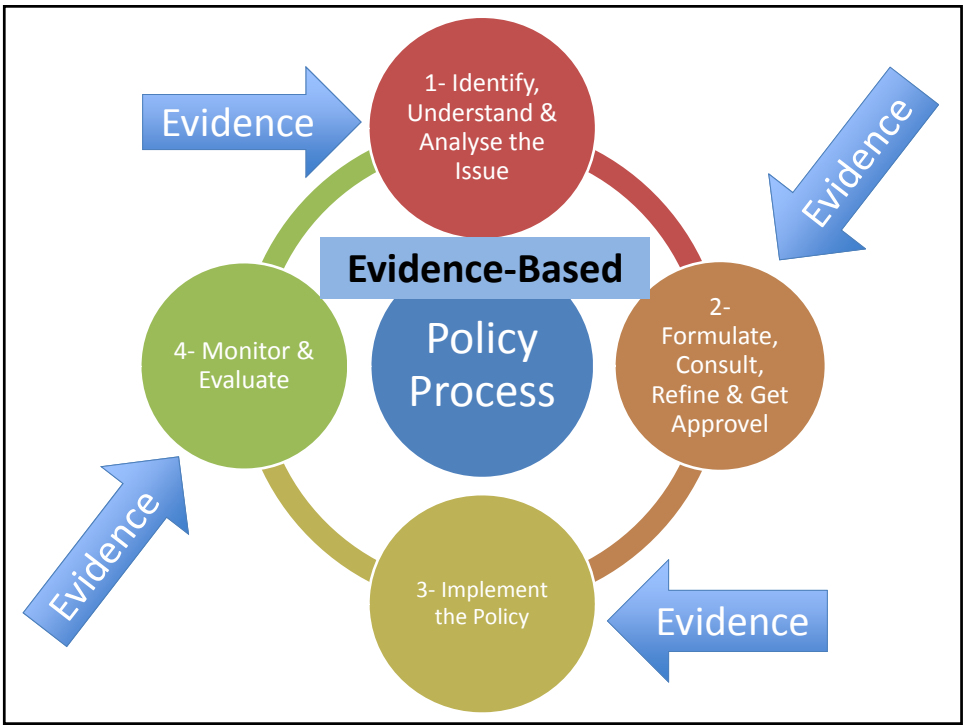 Evidence
1- Identify,
Understand &
Analyse the
Issue
Evidence
Evidence-Based
Policy
Process
2-
Formulate,
Consult,
Refine & Get
Approvel
4- Monitor &
Evaluate
Evidence
3- Implement
the Policy
Evidence